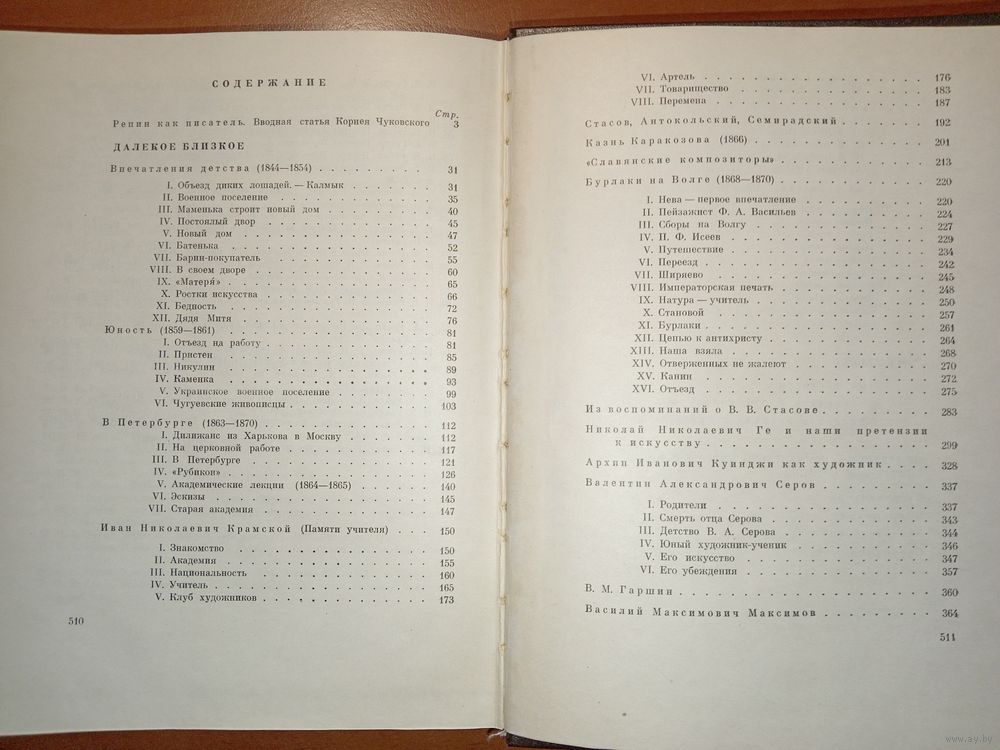 СОДЕРЖАНИЕ
Стр.
Репин как писатель. Вводная статья Корнея Чуковского 3
ДАЛЕКОЕ БЛИЗКОЕ
Впечатления детства (1844—1854) . . . . . . . . . 31
I. Объезд диких лошадей. — Калмык . . . . . . . 31
II. Военное поселение . . . . . . . . . . . . 35
III. Маменька строит новый дом . . . . . . . . . 40
IV. Постоялый двор . . . . . . . . . . . . . 45
V. Новый дом . . . . . . . . . . . . . . 47
VI. Батенька . . . . . . . . . . . . . . 52
VII. Барин-покупатель . . . . . . . . . . . . 55
VIII. В своем дворе . . . . . . . . . . . . . 60
IX. «Матеря» . . . . . . . . . . . . . . 65
X. Ростки искусства . . . . . . . . . . . . 66
XI. Бедность . . . . . . . . . . . . . . 72
XII. Дядя Митя . . . . . . . . . . . . . . 76
Юность (1859—1861) . . . . . . . . . . . . . 81
I. Отъезд на работу . . . . . . . . . . . . 81
II. Пристен . . . . . . . . . . . . . . 85
III. Никулин . . . . . . . . . . . . . . 89
IV. Каменка . . . . . . . . . . . . . . 93
V. Украинское военное поселение . . . . . . . . 99
VI. Чугуевские живописцы . . . . . . . . . . . 103
В Петербурге (1863—1870) . . . . . . . . . . . 112
I. Дилижанс из Харькова в Москву . . . . . . . 112
II. На церковной работе . . . . . . . . . . . 117
III. В Петербурге . . . . . . . . . . . . . 121
IV. «Рубикон» . . . . . . . . . . . . . . 126
V. Академические лекции (1864—1865) . . . . . . 140
VI. Эскизы . . . . . . . . . . . . . . . 145
VII. Старая академия . . . . . . . . . . . . 147
Иван Николаевич Крамской (Памяти учителя) 150
I. Знакомство . . . . . . . . . . . . . 150
II. Академия . . . . . . . . . . . . . . 155
III. Национальность . . . . . . . . . . . . 160
IV. Учитель . . . . . . . . . . . . . . . 165
V. Клуб художников . . . . . . . . . . . . 173
510
VI. Артель . . . . . . . . . . . . . . . 176
VII. Товарищество . . . . . . . . . . . . . 183
VIII. Перемена . . . . . . . . . . . . . . 187
Стасов, Антокольский, Семирадский . . . . . . . 192
Казнь Каракозова (1866) . . . . . . . . . . . 201
«Славянские композиторы» . . . . . . . . . . 213
Бурлаки на Волге (1868—1870) . . . . . . . . . 220
I. Нева — первое впечатление . . . . . . . . . 220
II. Пейзажист Ф. А. Васильев . . . . . . . . . 224
III. Сборы на Волгу . . . . . . . . . . . . 227
IV. П. Ф. Исеев . . . . . . . . . . . . . 229
V. Путешествие . . . . . . . . . . . . . 234
VI. Переезд . . . . . . . . . . . . . . . 242
VII. Ширяево . . . . . . . . . . . . . . 245
VIII. Императорская печать . . . . . . . . . . 248
IX. Натура — учитель . . . . . . . . . . . . 250
X. Становой . . . . . . . . . . . . . . 257
XI. Бурлаки . . . . . . . . . . . . . . . 261
XII. Цепью к антихристу . . . . . . . . . . . 264
XIII. Наша взяла . . . . . . . . . . . . . 268
XIV. Отверженных не жалеют . . . . . . . . . . 270
XV. Канин . . . . . . . . . . . . . . . 272
XVI. Отъезд . . . . . . . . . . . . . . . 275
Из воспоминаний о В. В. Стасове . . . . . . . . 283
Николай Николаевич Ге и наши претензии
к искусству . . . . . . . . . . . . . . . 299
Архип Иванович Куинджи как художник . . . . 328
Валентин Александрович Серов . . . . . . . . 337
I. Родители . . . . . . . . . . . . . . 337
II. Смерть отца Серова . . . . . . . . . . . 343
III. Детство В. А. Серова . . . . . . . . . . 344
IV. Юный художник-ученик . . . . . . . . . . 346
V. Его искусство . . . . . . . . . . . . . 347
VI. Его убеждения . . . . . . . . . . . . . 357
В. М. Гаршин . . . . . . . . . . . . . . . . 360
Василий Максимович Максимов . . . . . . . . 364
511
www.ay.by